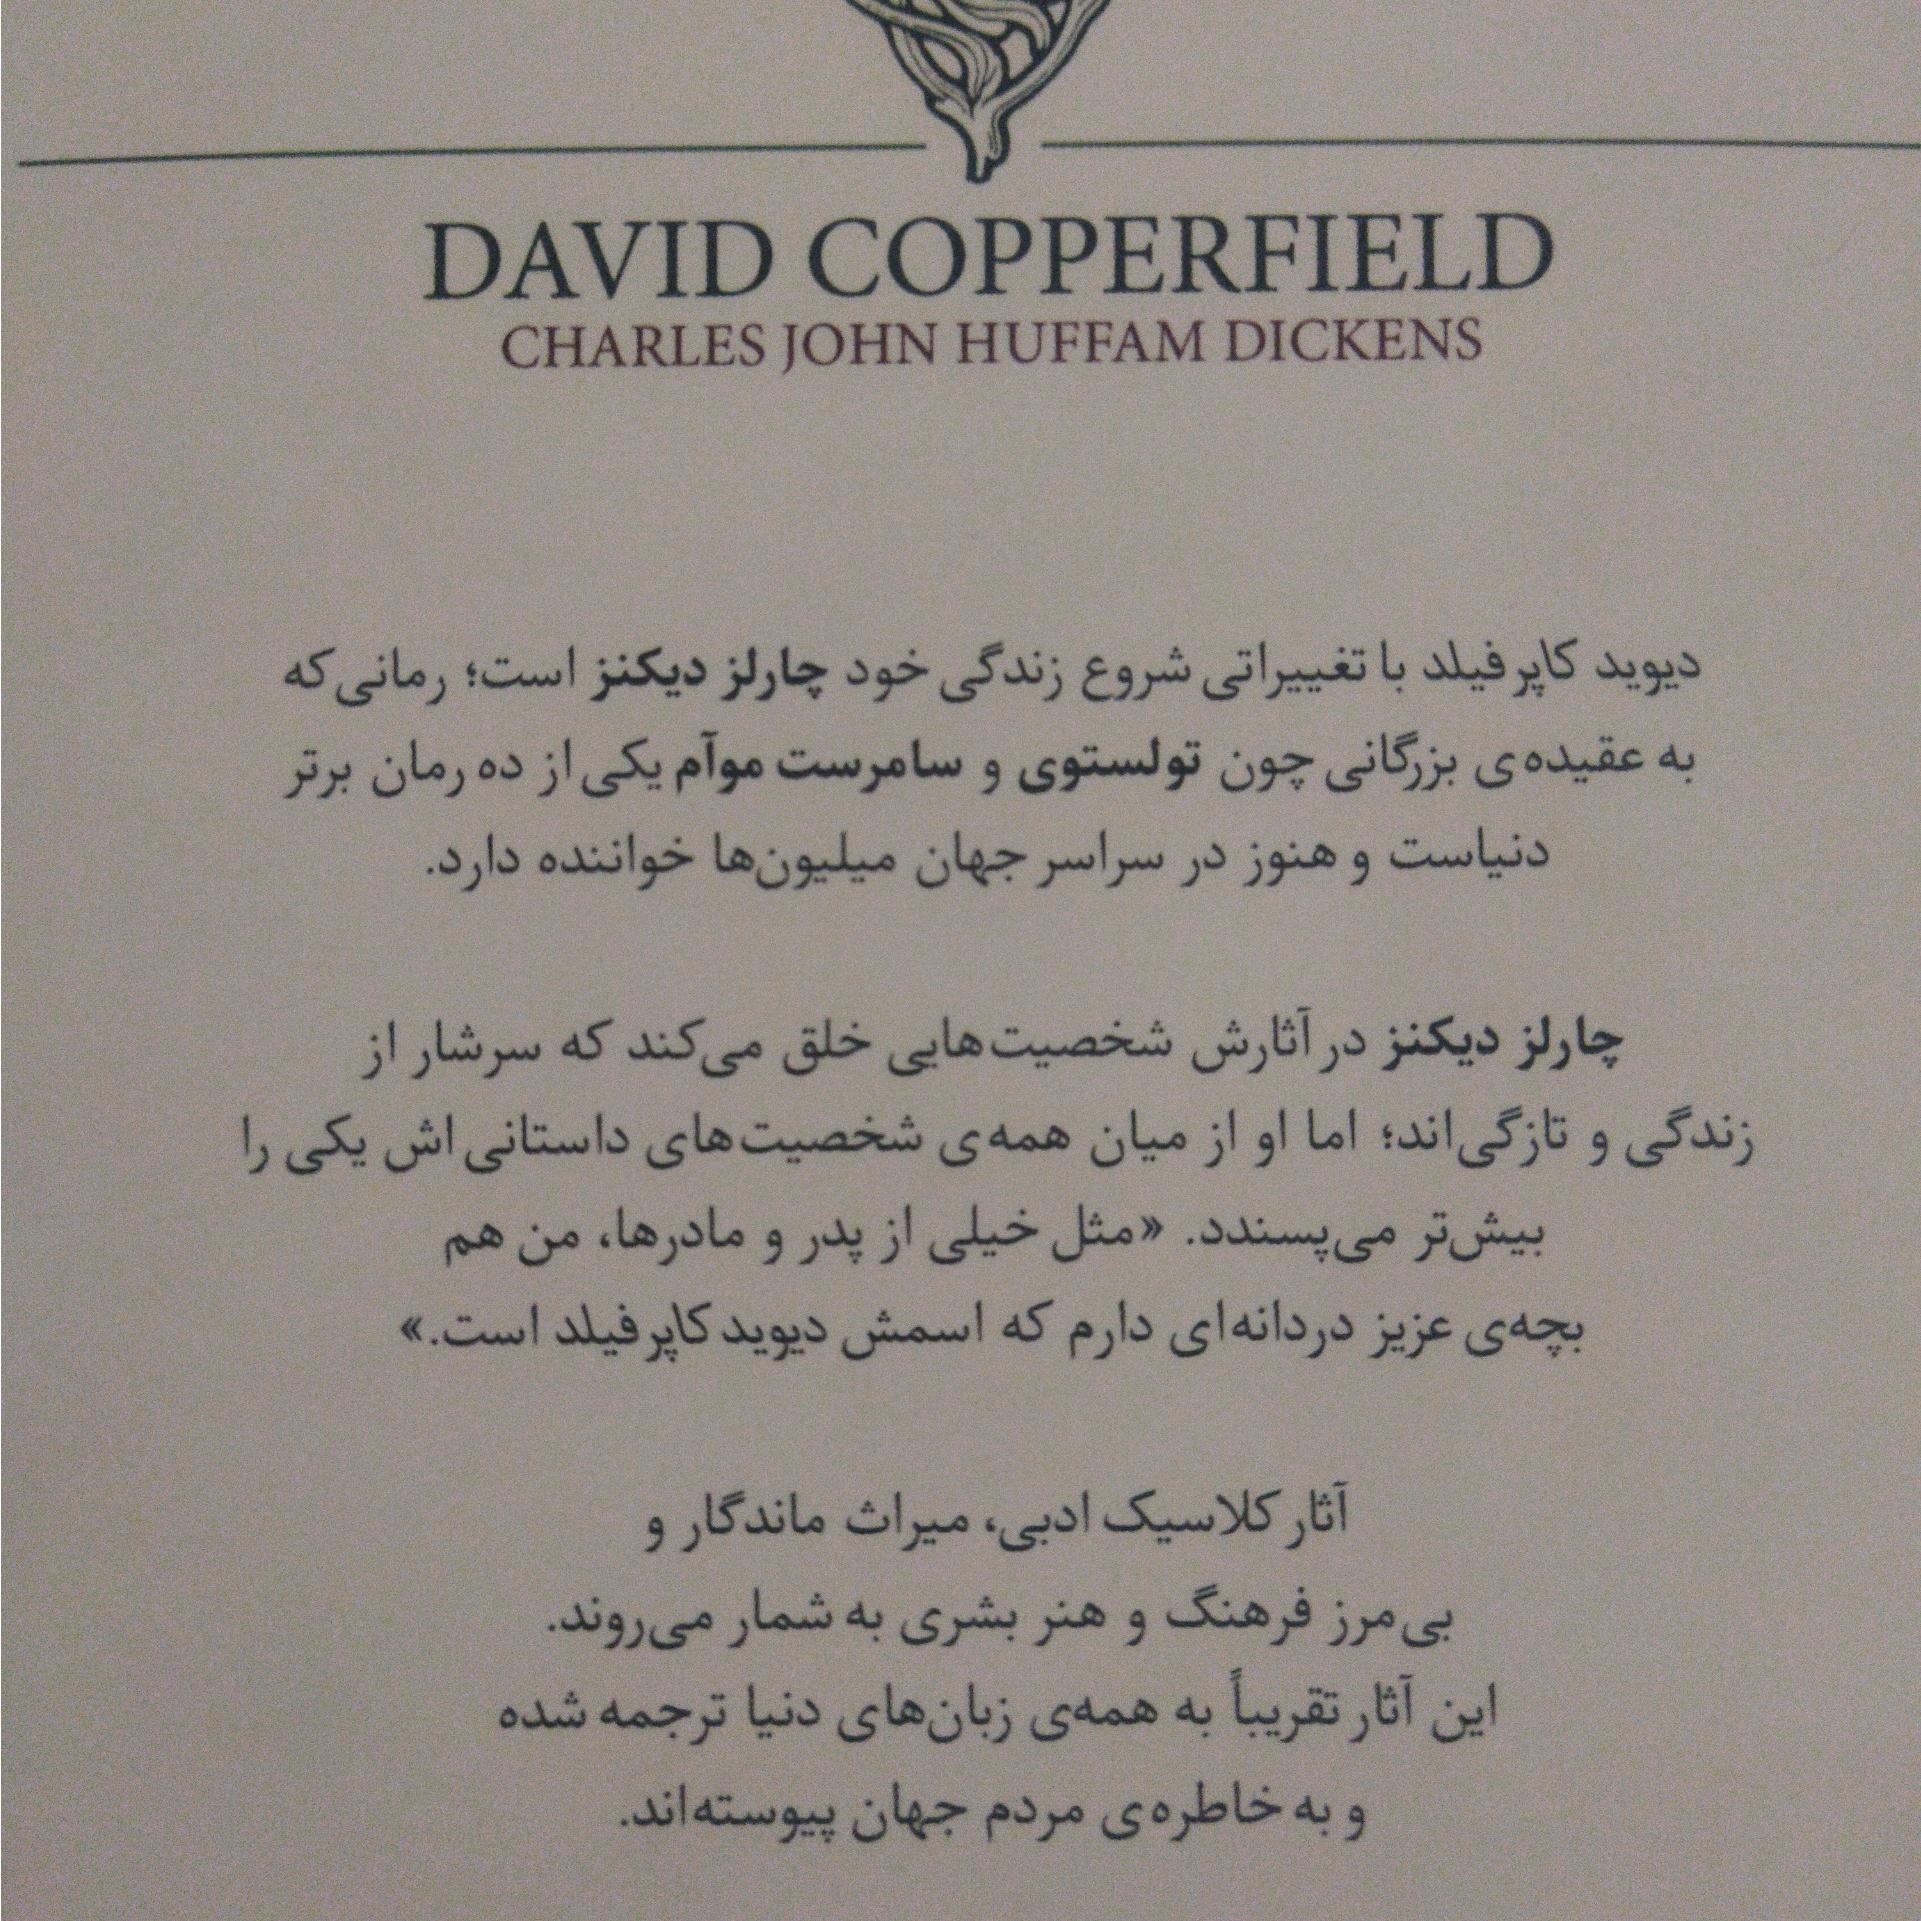 DAVID COPPERFIELD
CHARLES JOHN HUFFAM DICKENS
دیوید کاپرفیلد با تغییراتی شروع زندگی خود چارلز دیکنز است؛ رمانی که
به عقیده‌ی بزرگانی چون تولستوی و سامرست موآم یکی از ده رمان برتر
دنیاست و هنوز در سراسر جهان میلیون‌ها خواننده دارد.
چارلز دیکنز در آثارش شخصیت‌هایی خلق می‌کند که سرشار از
زندگی و تازگی‌اند؛ اما او از میان همه‌ی شخصیت‌های داستانی‌اش یکی را
بیش‌تر می‌پسندد. «مثل خیلی از پدر و مادرها، من هم
بچه‌ی عزیز دردانه‌ای دارم که اسمش دیوید کاپرفیلد است.»
آثار کلاسیک ادبی، میراث ماندگار و
بی‌مرز فرهنگ و هنر بشری به شمار می‌روند.
این آثار تقریباً به همه‌ی زبان‌های دنیا ترجمه شده
و به خاطره‌ی مردم جهان پیوسته‌اند.